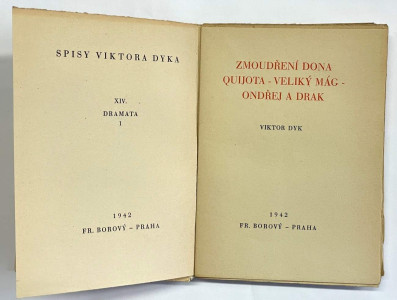 SPISY VIKTORA DYKA
XIV.
DRAMATA
I
1942
FR. BOROVÝ – PRAHA
ZMOUDŘENÍ DONA
QUIJOTA - VELIKÝ MÁG -
ONDŘEJ A DRAK
VIKTOR DYK
1942
FR. BOROVÝ – PRAHA